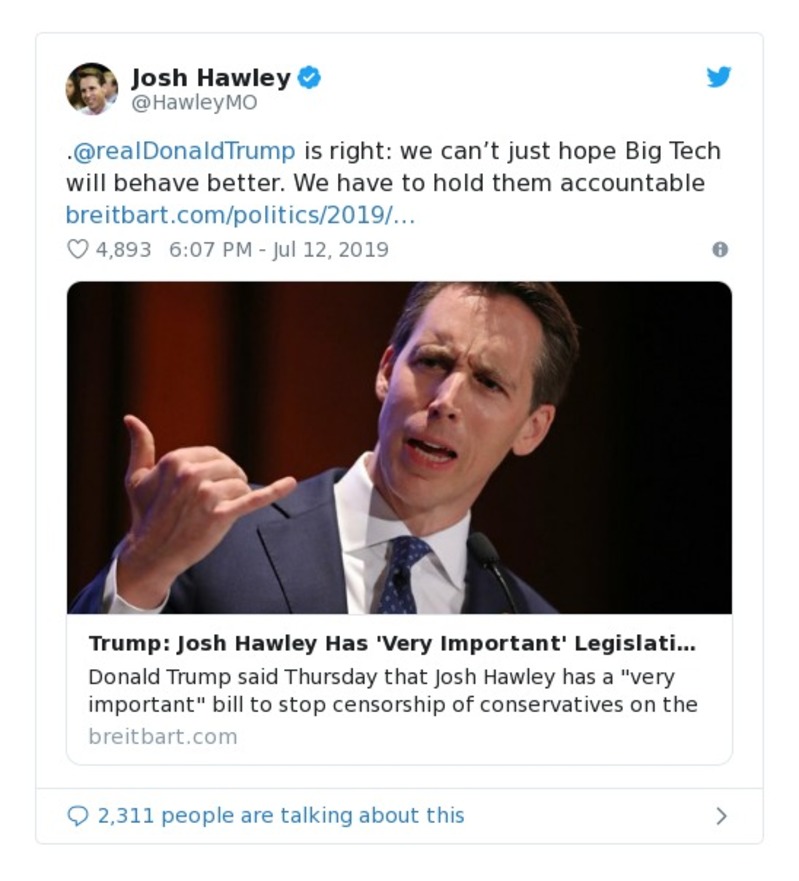 Josh Hawley
@HawleyMO
.@realDonaldTrump is right: we can’t just hope Big Tech
will behave better. We have to hold them accountable
breitbart.com/politics/2019/…
4,893 6:07 PM - Jul 12, 2019
Trump: Josh Hawley Has 'Very Important' Legislati…
Donald Trump said Thursday that Josh Hawley has a "very
important" bill to stop censorship of conservatives on the
breitbart.com
2,311 people are talking about this